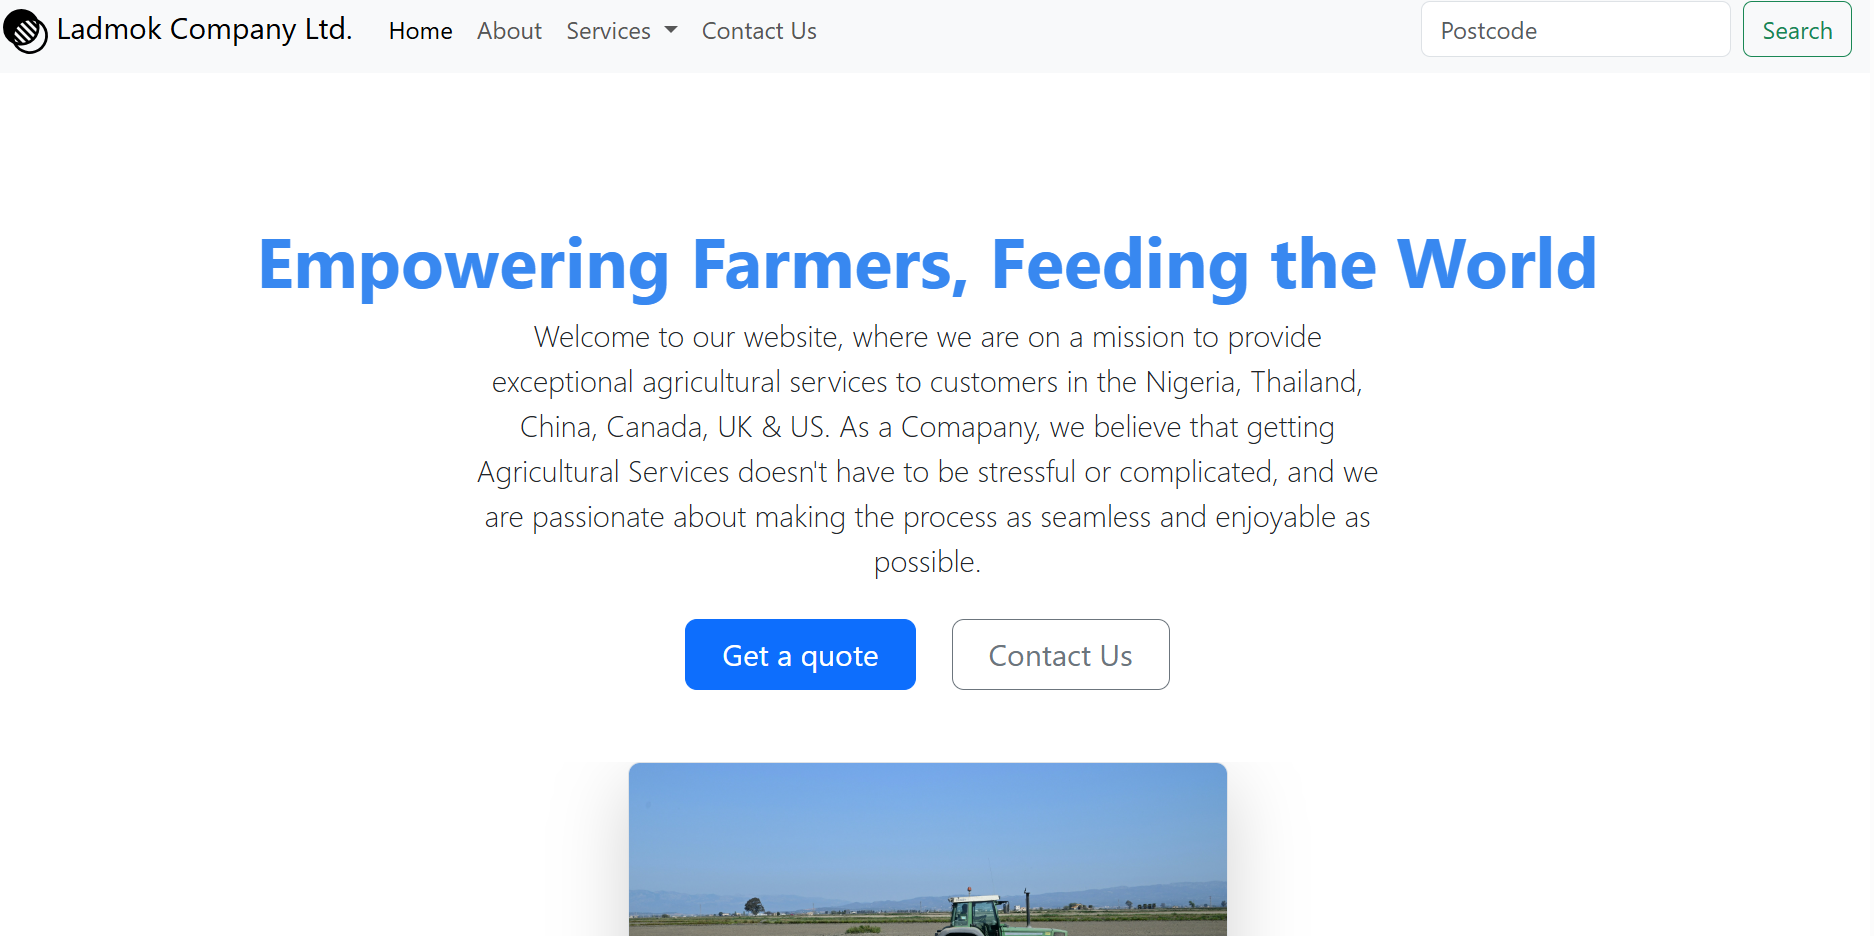 Ladmok Company Ltd. Home About Services Contact Us Postcode Search
Empowering Farmers, Feeding the World
Welcome to our website, where we are on a mission to provide
exceptional agricultural services to customers in the Nigeria, Thailand,
China, Canada, UK & US. As a Comapany, we believe that getting
Agricultural Services doesn't have to be stressful or complicated, and we
are passionate about making the process as seamless and enjoyable as
possible.
Get a quote Contact Us